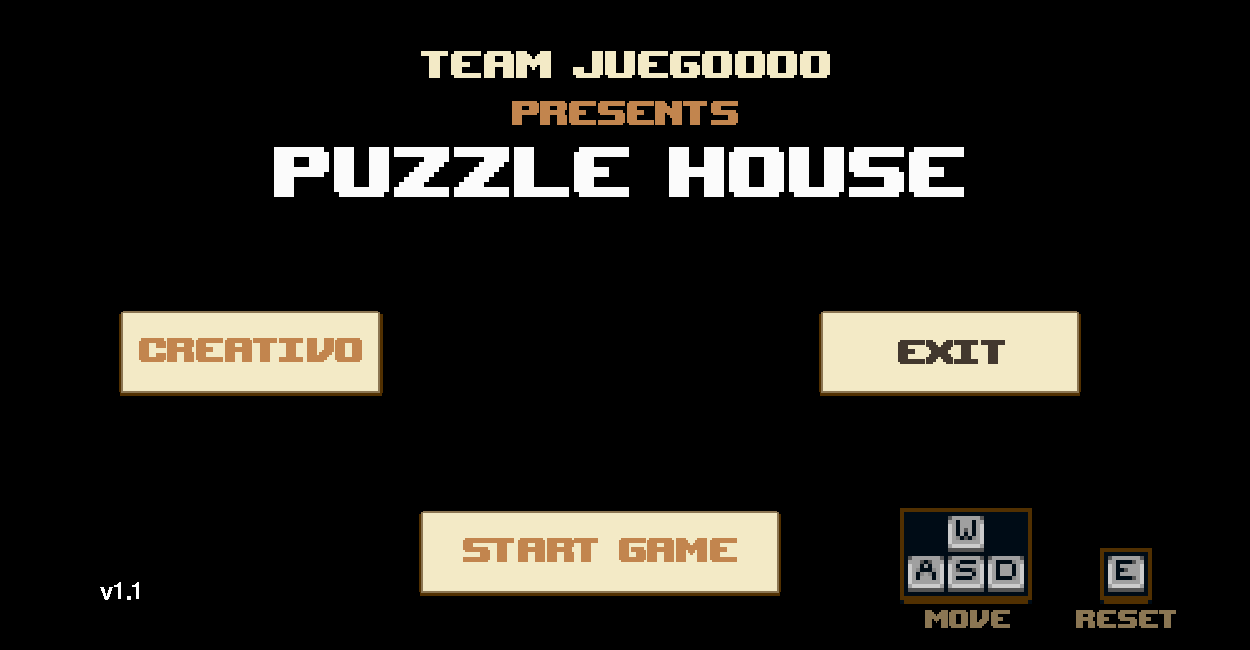 TEAM JUEGOOOO
PRESENTS
PUZZLE HOUSE
CREATIVO
EXIT
START GAME
W
A S D
E
v1.1
MOVE
RESET